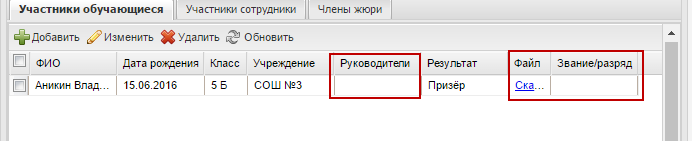 Участники обучающиеся Участники сотрудники Члены жюри
Добавить Изменить Удалить Обновить
ФИО Дата рождения Класс Учреждение Руководители Результат Файл Звание/разряд
Аникин Влад... 15.06.2016 5 Б СОШ №3 Призёр Ска...